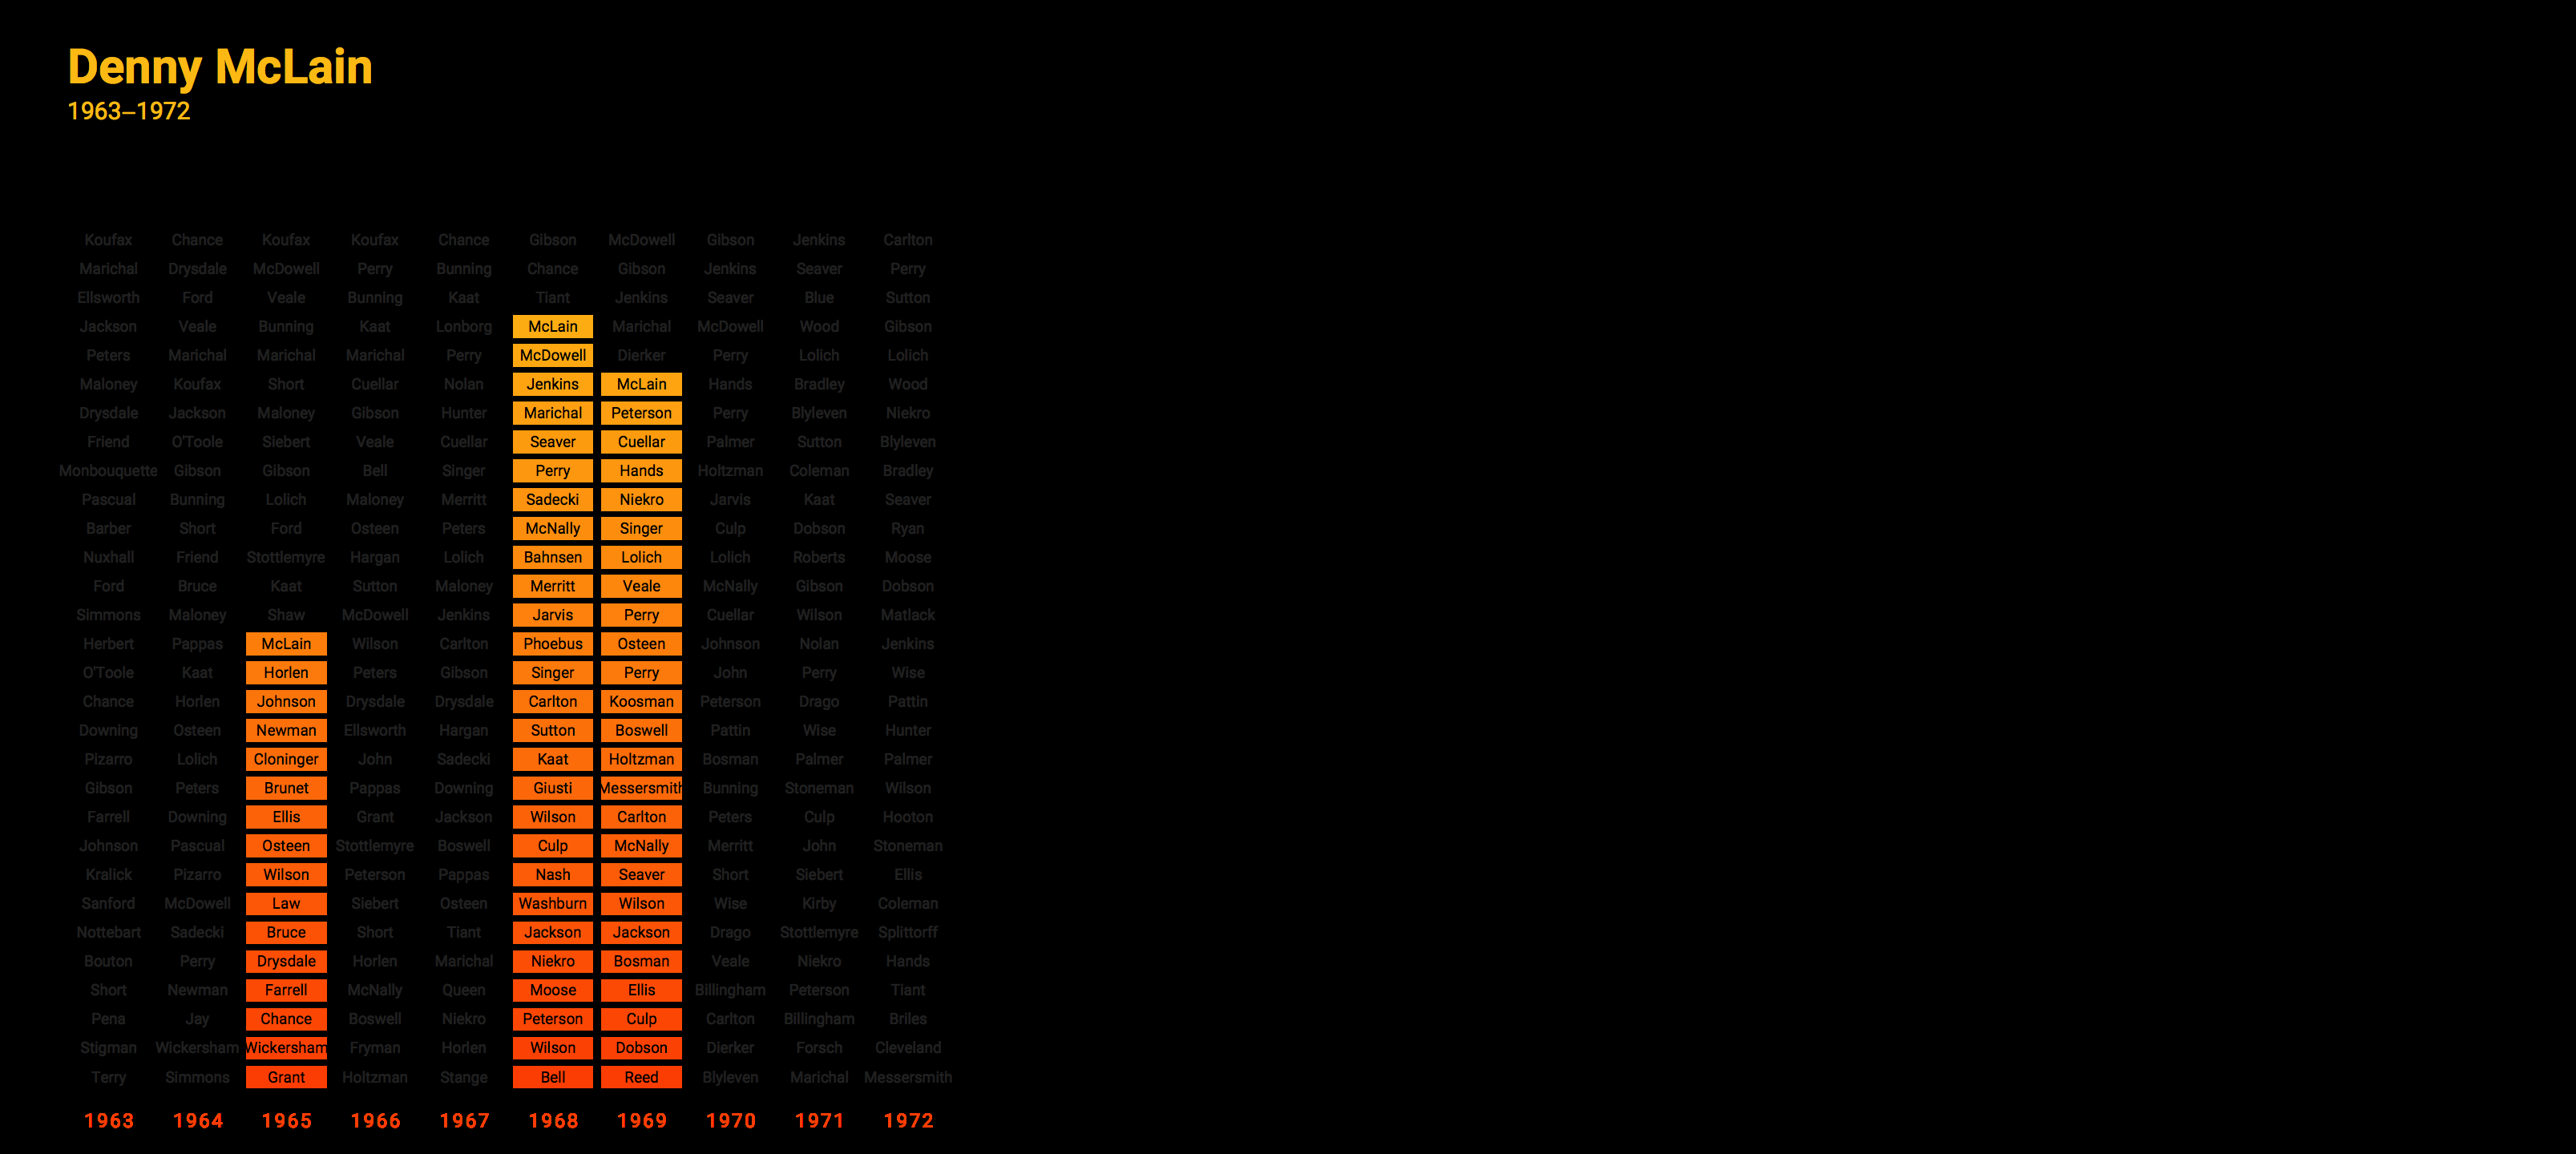 Denny McLain
1963–1972
Koufax Chance Koufax Koufax Chance Gibson McDowell Gibson Jenkins Carlton
Marichal Drysdale McDowell Perry Bunning Chance Gibson Jenkins Seaver Perry
Ellsworth Ford Veale Bunning Kaat Tiant Jenkins Seaver Blue Sutton
Jackson Veale Bunning Kaat Lonborg McLain Marichal McDowell Wood Gibson
Peters Marichal Marichal Marichal Perry McDowell Dierker Perry Lolich Lolich
Maloney Koufax Short Cuellar Nolan Jenkins McLain Hands Bradley Wood
Drysdale Jackson Maloney Gibson Hunter Marichal Peterson Perry Blyleven Niekro
Friend O'Toole Siebert Veale Cuellar Seaver Cuellar Palmer Sutton Blyleven
Monbouquette Gibson Gibson Bell Singer Perry Hands Holtzman Coleman Bradley
Pascual Bunning Lolich Maloney Merritt Sadecki Niekro Jarvis Kaat Seaver
Barber Short Ford Osteen Peters McNally Singer Culp Dobson Ryan
Nuxhall Friend Stottlemyre Hargan Lolich Bahnsen Lolich Lolich Roberts Moose
Ford Bruce Kaat Sutton Maloney Merritt Veale McNally Gibson Dobson
Simmons Maloney Shaw McDowell Jenkins Jarvis Perry Cuellar Wilson Matlack
Herbert Pappas McLain Wilson Carlton Phoebus Osteen Johnson Nolan Jenkins
O'Toole Kaat Horlen Peters Gibson Singer Perry John Perry Wise
Chance Horlen Johnson Drysdale Drysdale Carlton Koosman Peterson Drago Pattin
Downing Osteen Newman Ellsworth Hargan Sutton Boswell Pattin Wise Hunter
Pizarro Lolich Cloninger John Sadecki Kaat Holtzman Bosman Palmer Palmer
Gibson Peters Brunet Pappas Downing Giusti Messersmith Bunning Stoneman Wilson
Farrell Downing Ellis Grant Jackson Wilson Carlton Peters Culp Hooton
Johnson Pascual Osteen Stottlemyre Boswell Culp McNally Merritt John Stoneman
Kralick Pizarro Wilson Peterson Pappas Nash Seaver Short Siebert Ellis
Sanford McDowell Law Siebert Osteen Washburn Wilson Wise Kirby Coleman
Nottebart Sadecki Bruce Short Tiant Jackson Jackson Drago Stottlemyre Splittorff
Bouton Perry Drysdale Horlen Marichal Niekro Bosman Veale Niekro Hands
Short Newman Farrell McNally Queen Moose Ellis Billingham Peterson Tiant
Pena Jay Chance Boswell Niekro Peterson Culp Carlton Billingham Briles
Stigman Wickersham Wickersham Fryman Horlen Wilson Dobson Dierker Forsch Cleveland
Terry Simmons Grant Holtzman Stange Bell Reed Blyleven Marichal Messersmith
1963 1964 1965 1966 1967 1968 1969 1970 1971 1972